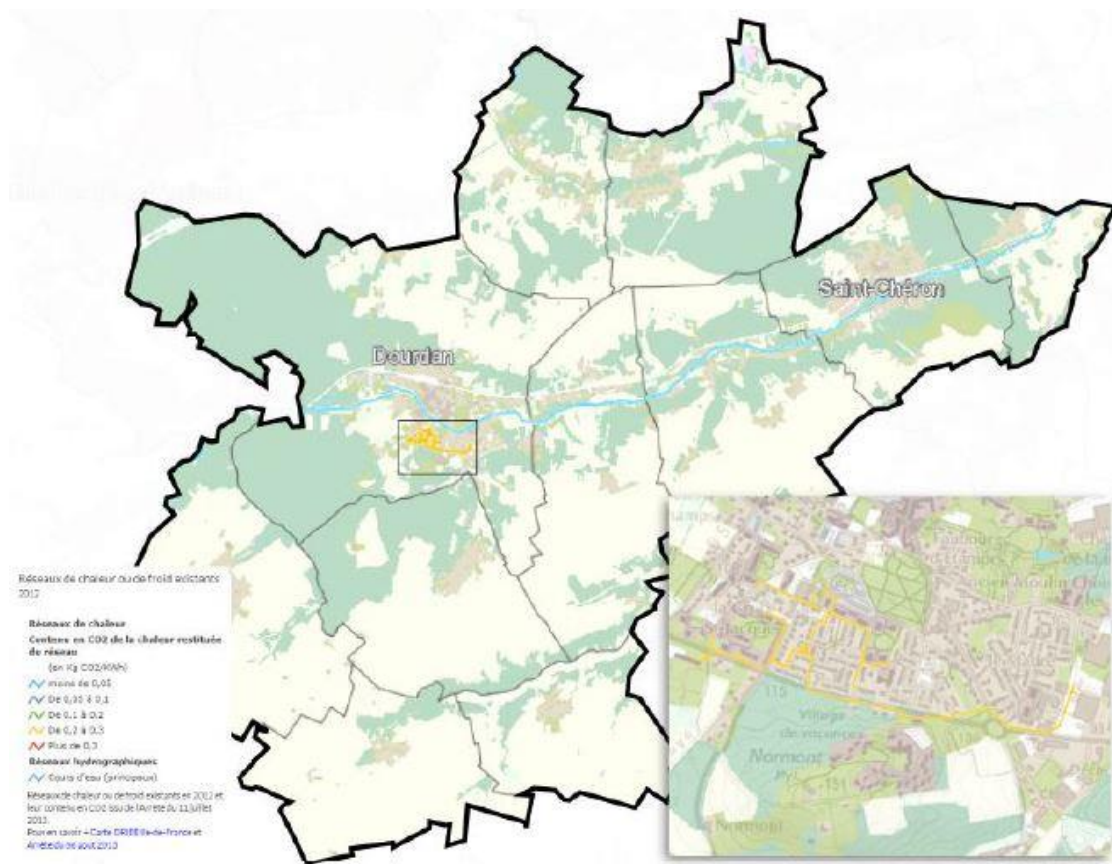 Dourdan
Saint-Chéron
Réseaux de chaleur ou de froid existants
2012
Réseaux de chaleur
Contenu en CO2 de la chaleur restituée
de réseau
(en Kg CO2/KWh)
moins de 0,05
De 0,05 à 0,1
De 0,1 à 0,2
De 0,2 à 0,3
Plus de 0,3
Réseaux hydrographiques
Cours d'eau (principaux)
Réseaux de chaleur ou de froid existants en 2012 et
leur contenu en CO2 issu de l'Arrêté du 11 juillet
2013.
Pour en savoir + Carte DRIEE Ile-de-France et
Arrêté du 06 aout 2013
Village
de vacances
Normont
115
151
Normont